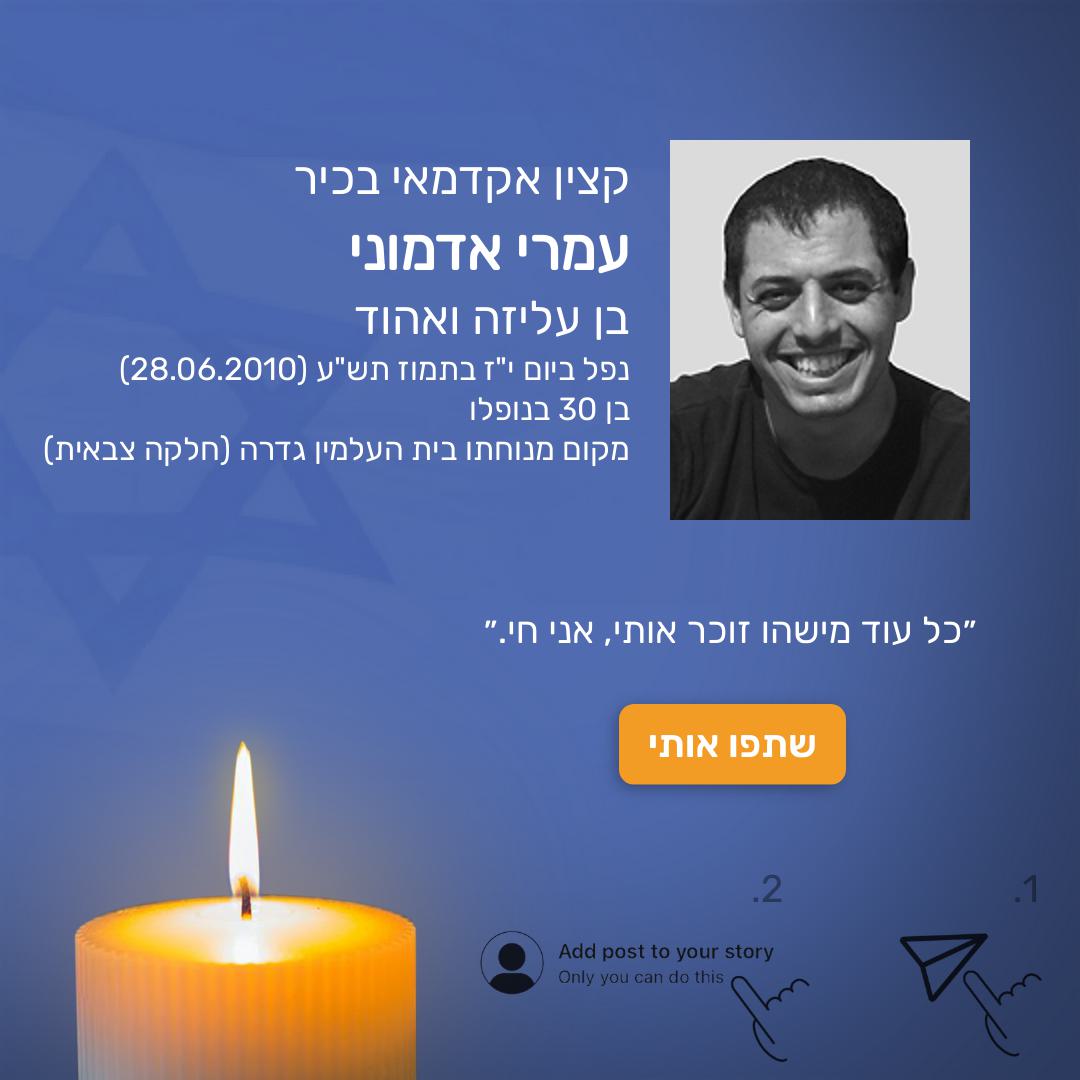 קצין אקדמאי בכיר
עמרי אדמוני
בן עליזה ואהוד
נפל ביום י"ז בתמוז תש"ע (28.06.2010)
בן 30 בנופלו
מקום מנוחתו בית העלמין גדרה (חלקה צבאית)
״כל עוד מישהו זוכר אותי, אני חי.״
שתפו אותי
1.
2.
Add post to your story
Only you can do this